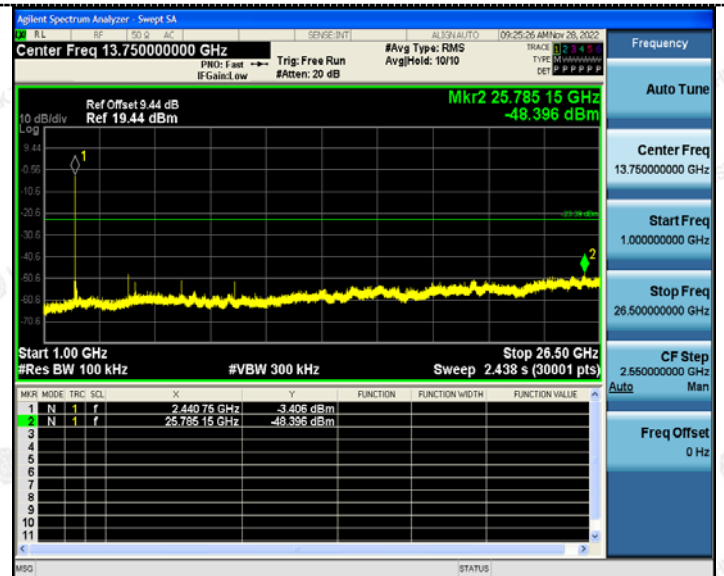 Agilent Spectrum Analyzer - Swept SA
RL RF 50 Ω AC SENSE:INT ALIGNAUTO 09:25:26 AM Nov 28, 2022
Center Freq 13.750000000 GHz #Avg Type: RMS TRACE 1 2 3 4 5 6
PNO: Fast Trig: Free Run Avg|Hold: 10/10 TYPE M
IFGain:Low #Atten: 20 dB DET P P P P P P
Mkr2 25.785 15 GHz
Ref Offset 9.44 dB
10 dB/div Ref 19.44 dBm -48.396 dBm
Log
9.44
1
-0.56
-10.6
-20.6
-23.39 dBm
-30.6
-40.6
2
-50.6
-60.6
-70.6
Start 1.00 GHz Stop 26.50 GHz
#Res BW 100 kHz #VBW 300 kHz Sweep 2.438 s (30001 pts)
MKR MODE TRC SCL X Y FUNCTION FUNCTION WIDTH FUNCTION VALUE
1 N 1 f 2.440 75 GHz -3.406 dBm
2 N 1 f 25.785 15 GHz -48.396 dBm
3
4
5
6
7
8
9
10
11
MSG STATUS
Frequency
Auto Tune
Center Freq
13.750000000 GHz
Start Freq
1.000000000 GHz
Stop Freq
26.500000000 GHz
CF Step
2.550000000 GHz
Auto Man
Freq Offset
0 Hz